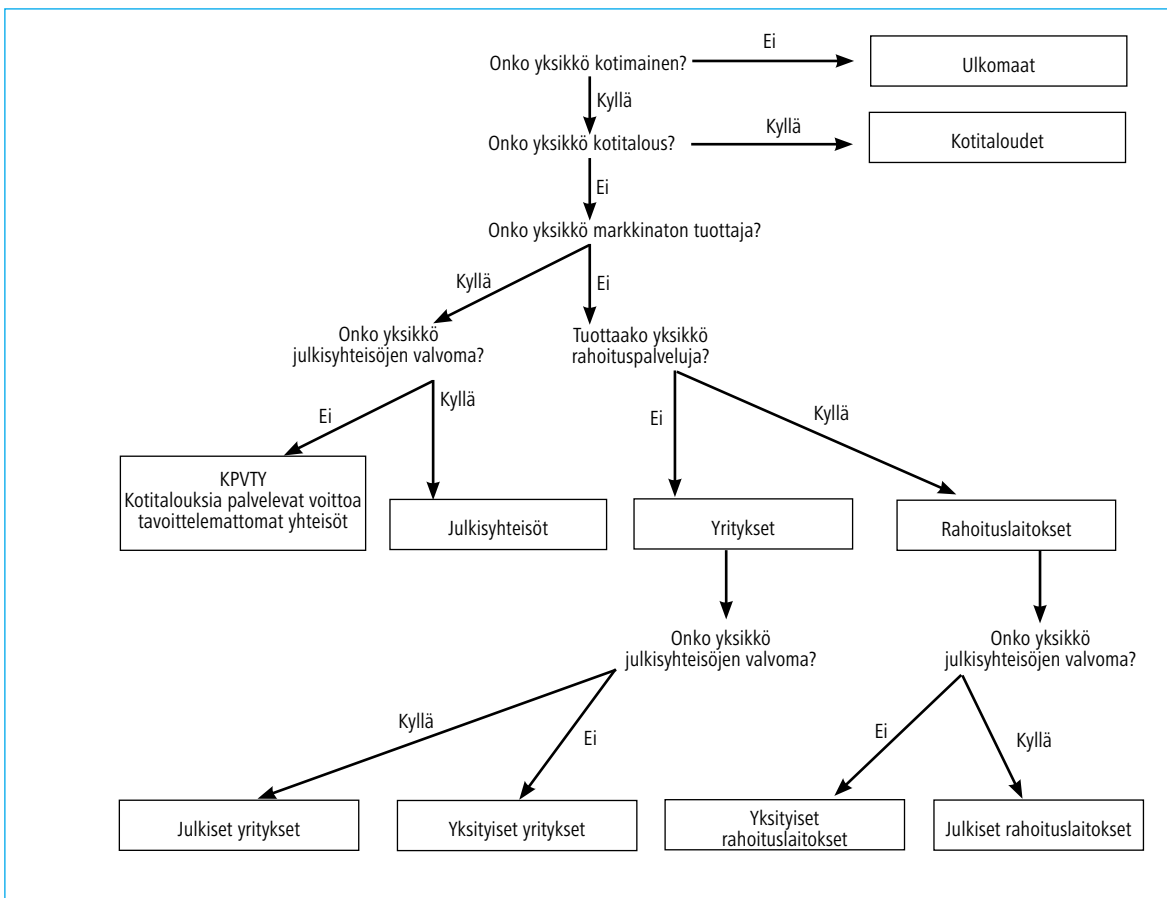 Onko yksikkö kotimainen?
Ei
Ulkomaat
Kyllä
Onko yksikkö kotitalous?
Kyllä
Kotitaloudet
Ei
Onko yksikkö markkinaton tuottaja?
Kyllä
Ei
Onko yksikkö
julkisyhteisöjen valvoma?
Tuottaako yksikkö
rahoituspalveluja?
Ei
Kyllä
Ei
Kyllä
KPVTY
Kotitalouksia palvelevat voittoa
tavoittelemattomat yhteisöt
Julkisyhteisöt
Yritykset
Rahoituslaitokset
Onko yksikkö
julkisyhteisöjen valvoma?
Onko yksikkö
julkisyhteisöjen valvoma?
Kyllä
Ei
Ei
Kyllä
Julkiset yritykset
Yksityiset yritykset
Yksityiset
rahoituslaitokset
Julkiset rahoituslaitokset